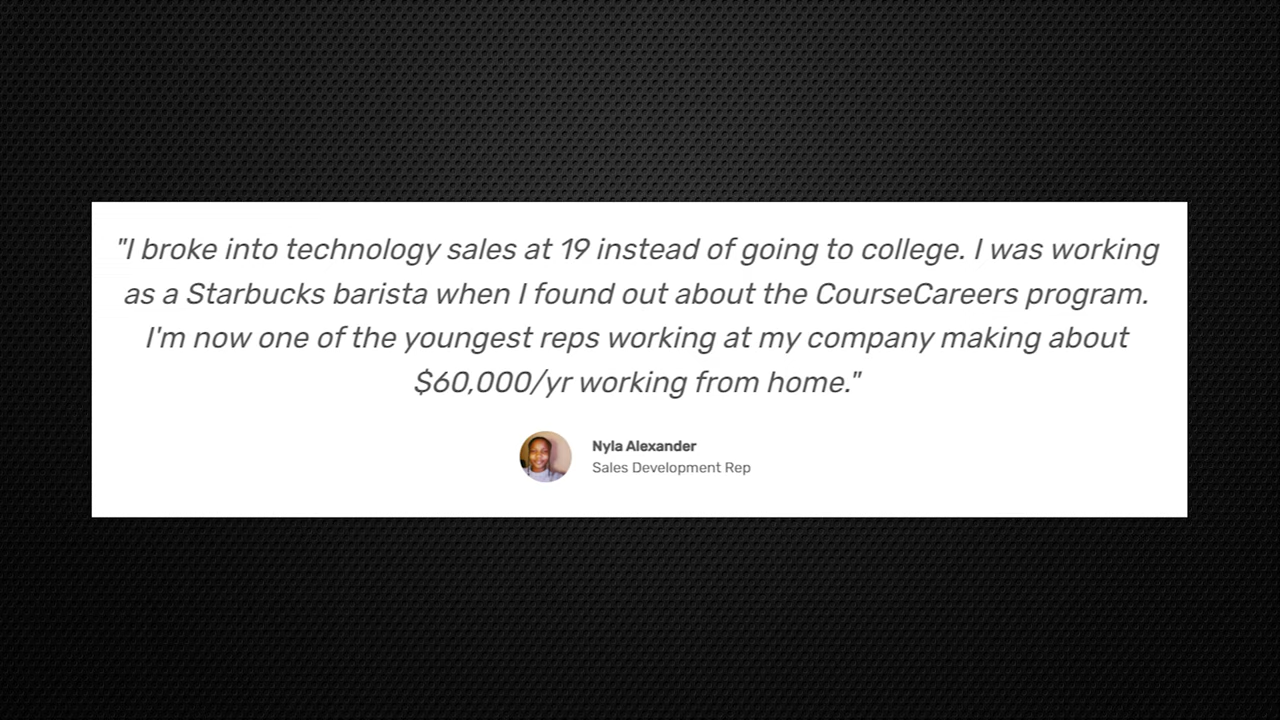 "I broke into technology sales at 19 instead of going to college. I was working
as a Starbucks barista when I found out about the CourseCareers program.
I'm now one of the youngest reps working at my company making about
$60,000/yr working from home."
Nyla Alexander
Sales Development Rep